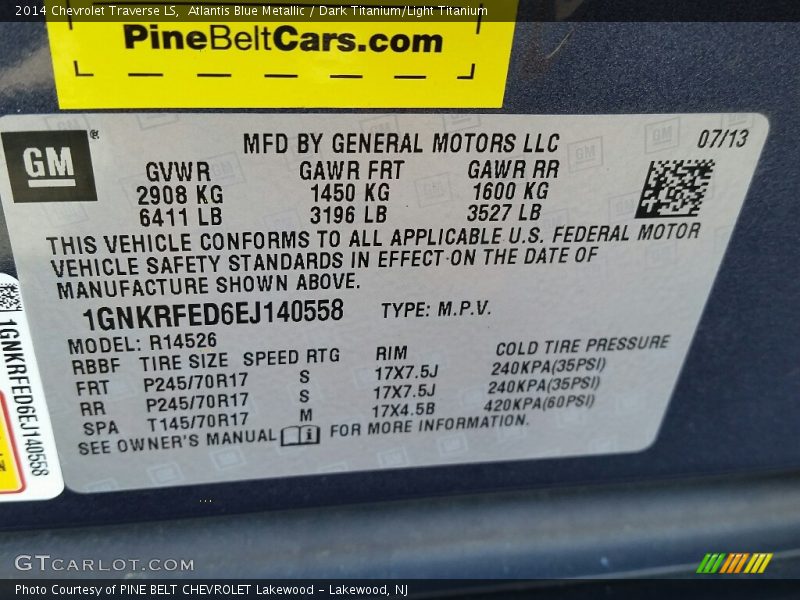 2014 Chevrolet Traverse LS, Atlantis Blue Metallic / Dark Titanium/Light Titanium
PineBeltCars.com
GM®
MFD BY GENERAL MOTORS LLC
07/13
GVWR GAWR FRT GAWR RR
2908 KG 1450 KG 1600 KG
6411 LB 3196 LB 3527 LB
THIS VEHICLE CONFORMS TO ALL APPLICABLE U.S. FEDERAL MOTOR
VEHICLE SAFETY STANDARDS IN EFFECT ON THE DATE OF
MANUFACTURE SHOWN ABOVE.
1GNKRFED6EJ140558 TYPE: M.P.V.
MODEL: R14526
RBBF TIRE SIZE SPEED RTG RIM COLD TIRE PRESSURE
FRT P245/70R17 S 17X7.5J 240KPA(35PSI)
RR P245/70R17 S 17X7.5J 240KPA(35PSI)
SPA T145/70R17 M 17X4.5B 420KPA(60PSI)
SEE OWNER'S MANUAL FOR MORE INFORMATION.
1GNKRFED6EJ140558
GTCARLOT.COM
Photo Courtesy of PINE BELT CHEVROLET Lakewood - Lakewood, NJ